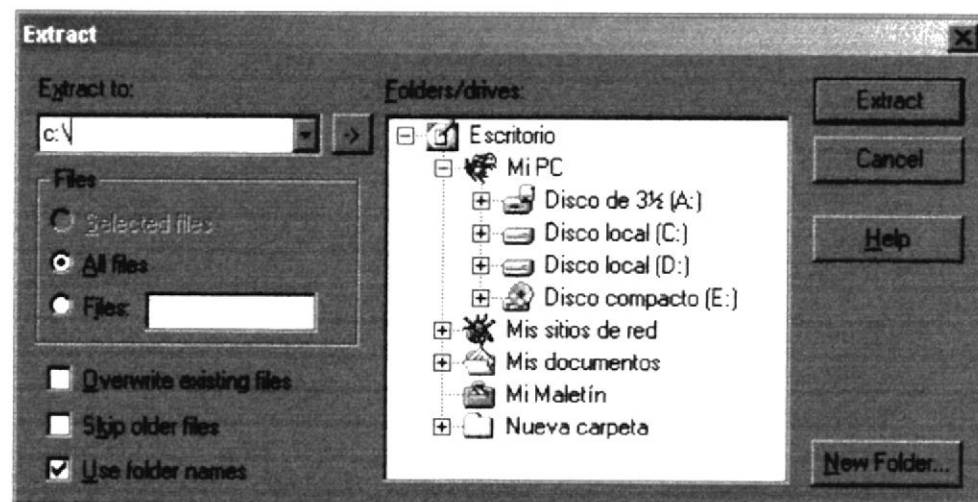 Extract
Extract to:
c:\
->
Files
Selected files
All files
Files:
Overwrite existing files
Skip older files
Use folder names
Folders/drives:
Escritorio
Mi PC
Disco de 3½ (A:)
Disco local (C:)
Disco local (D:)
Disco compacto (E:)
Mis sitios de red
Mis documentos
Mi Maletín
Nueva carpeta
Extract
Cancel
Help
New Folder...